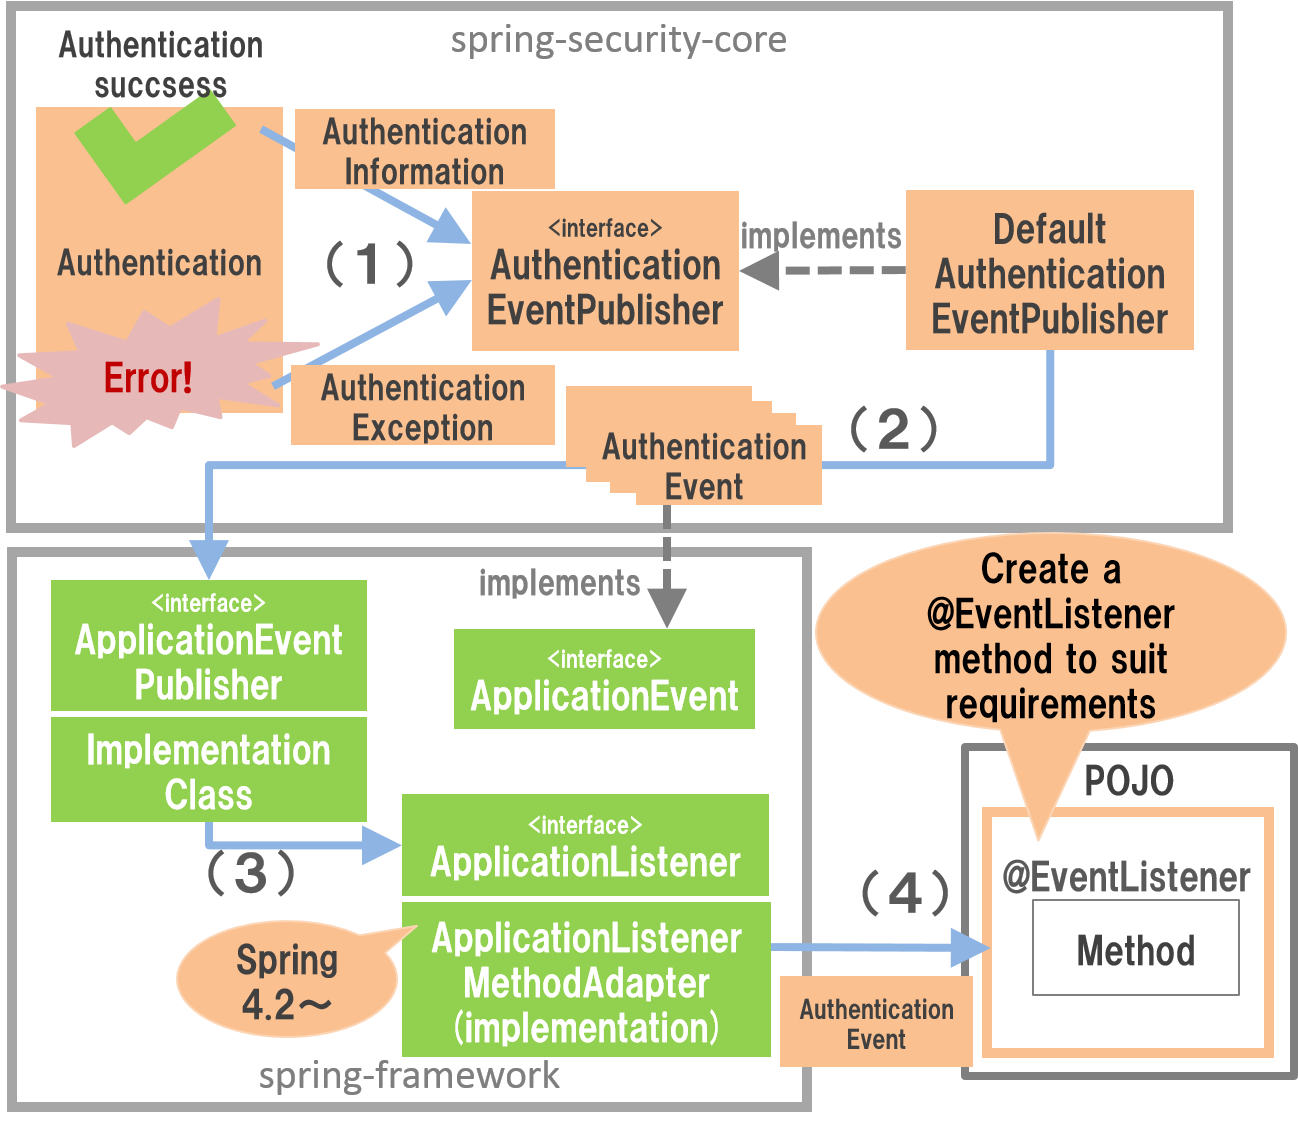 spring-security-core
Authentication
succsess
Authentication
Information
Authentication
(1)
<interface>
Authentication
EventPublisher
implements
Default
Authentication
EventPublisher
Error!
Authentication
Exception
(2)
Authentication
Event
implements
<interface>
ApplicationEvent
Publisher
Implementation
Class
<interface>
ApplicationEvent
Create a
@EventListener
method to suit
requirements
(3)
<interface>
ApplicationListener
ApplicationListener
MethodAdapter
(implementation)
Spring
4.2～
spring-framework
(4)
Authentication
Event
POJO
@EventListener
Method